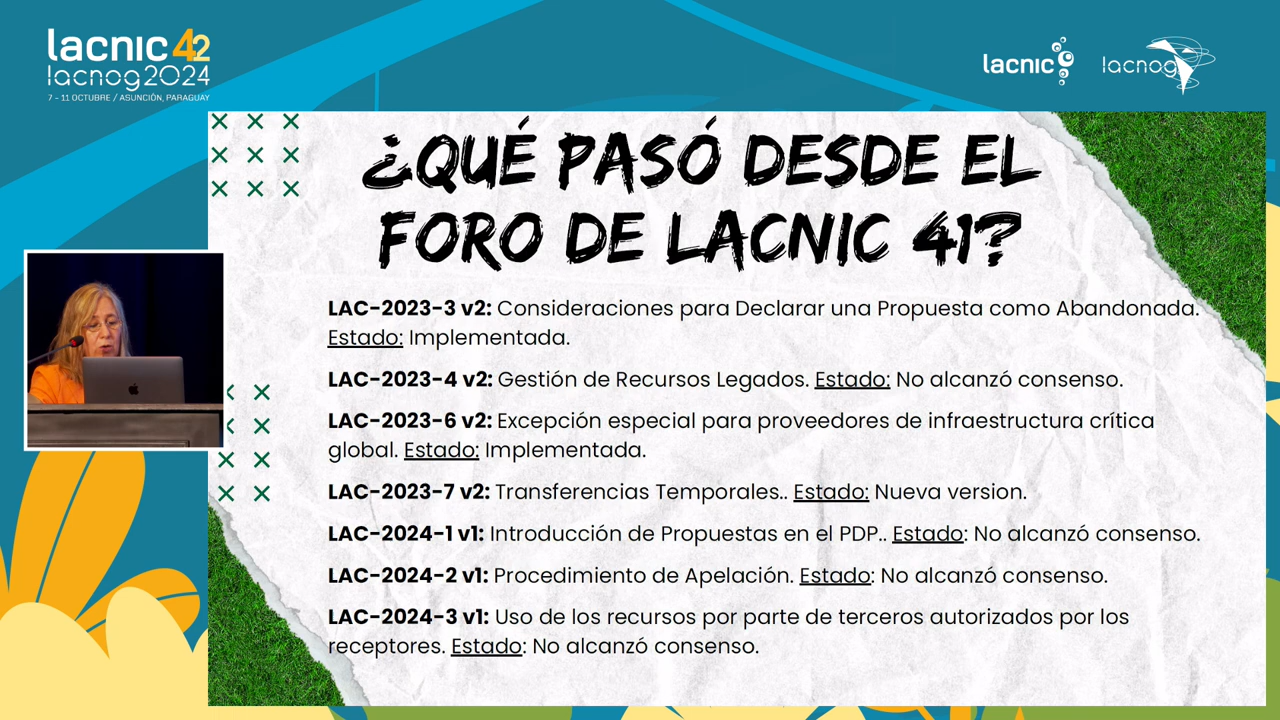 lacnic 42
lacnog2024
7 - 11 OCTUBRE / ASUNCIÓN, PARAGUAY
lacnic
lacnog
¿QUÉ PASÓ DESDE EL
FORO DE LACNIC 41?
LAC-2023-3 v2: Consideraciones para Declarar una Propuesta como Abandonada.
Estado: Implementada.
LAC-2023-4 v2: Gestión de Recursos Legados. Estado: No alcanzó consenso.
LAC-2023-6 v2: Excepción especial para proveedores de infraestructura crítica
global. Estado: Implementada.
LAC-2023-7 v2: Transferencias Temporales.. Estado: Nueva version.
LAC-2024-1 v1: Introducción de Propuestas en el PDP.. Estado: No alcanzó consenso.
LAC-2024-2 v1: Procedimiento de Apelación. Estado: No alcanzó consenso.
LAC-2024-3 v1: Uso de los recursos por parte de terceros autorizados por los
receptores. Estado: No alcanzó consenso.